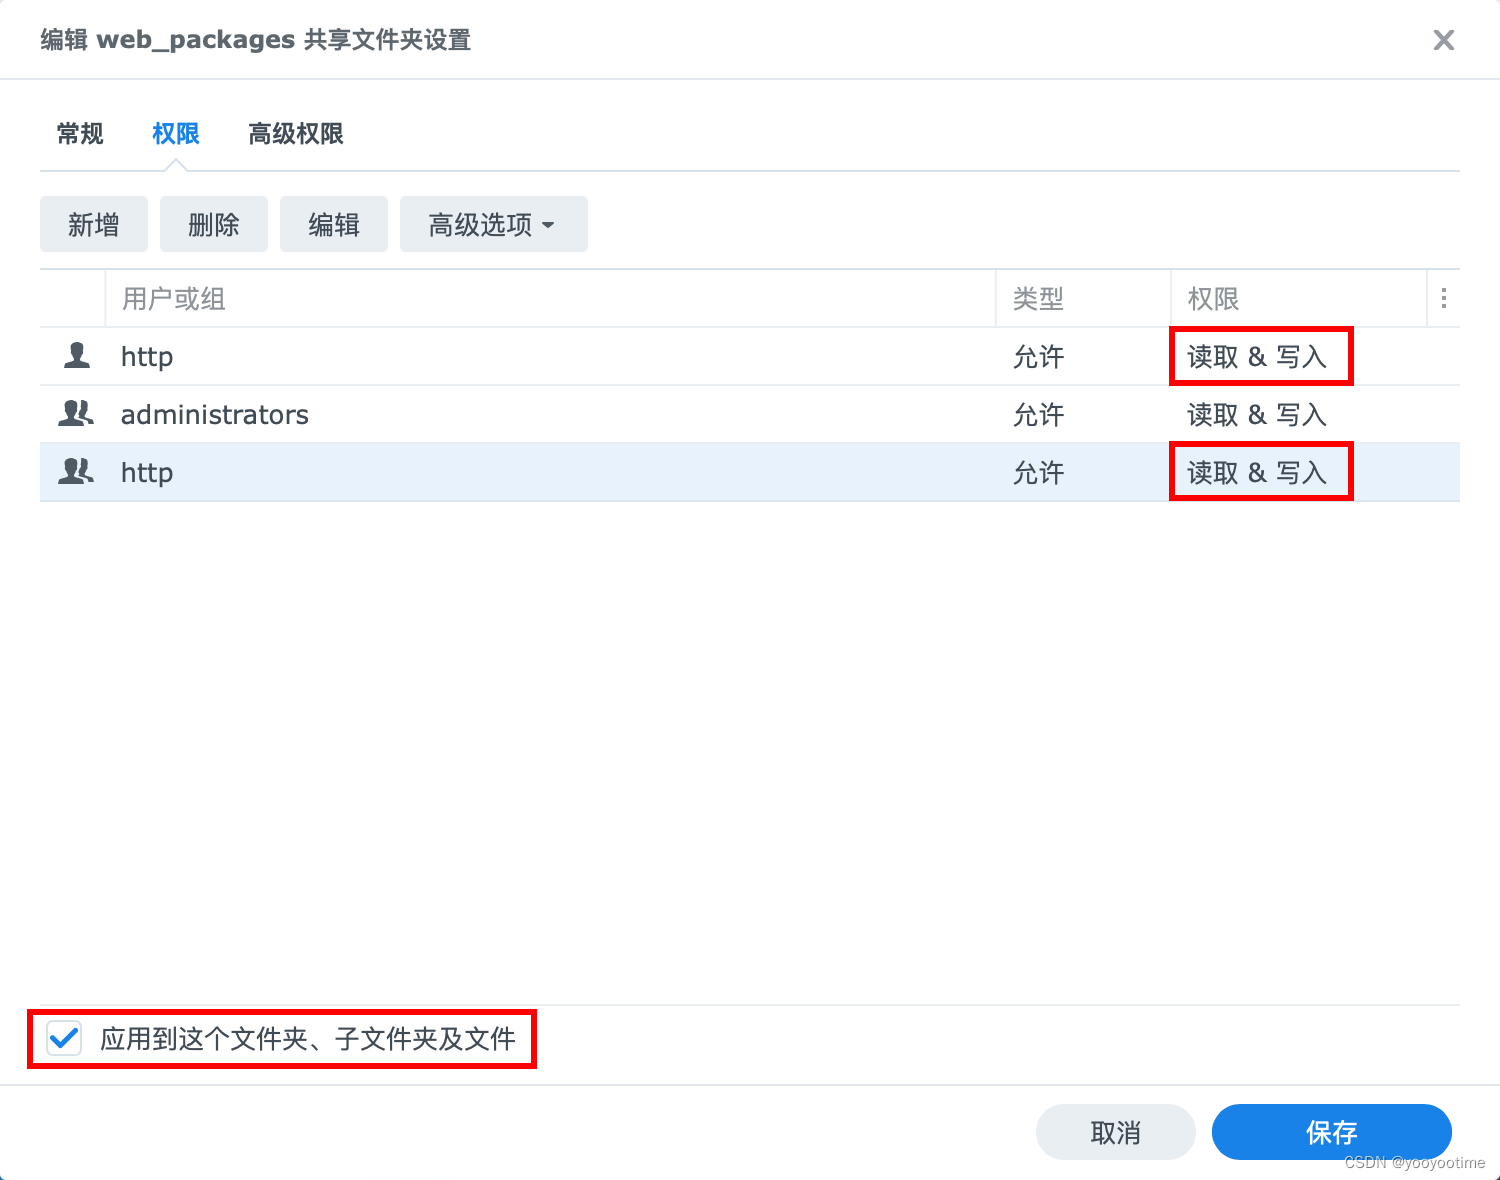 编辑 web_packages 共享文件夹设置
常规 权限 高级权限
新增 删除 编辑 高级选项
用户或组 类型 权限
http 允许 读取 & 写入
administrators 允许 读取 & 写入
http 允许 读取 & 写入
应用到这个文件夹、子文件夹及文件
取消 保存
CSDN @yooyootime